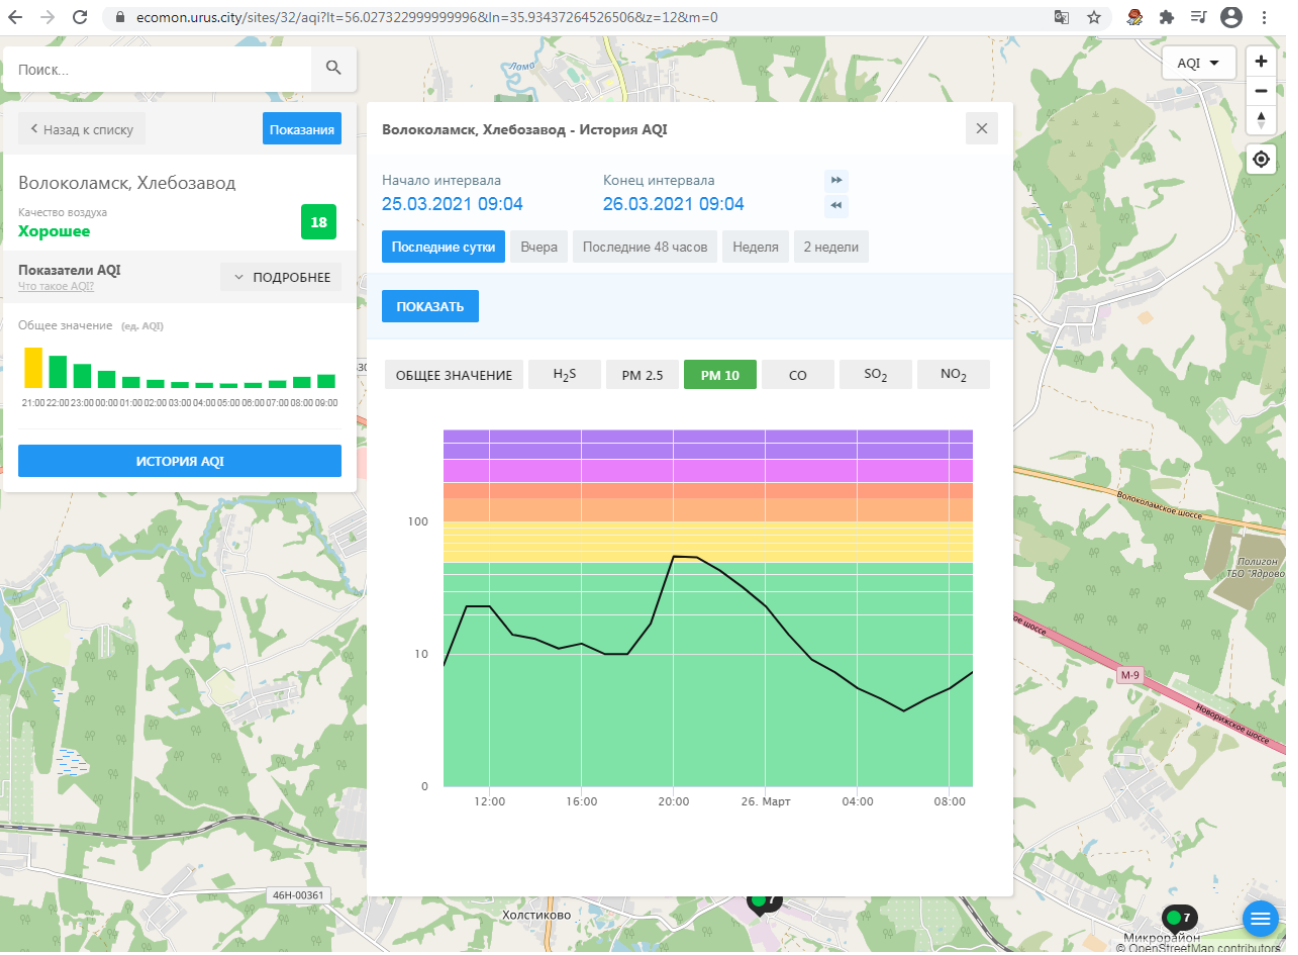 ecomon.urus.city/sites/32/aqi?lt=56.027322999999996&ln=35.93437264526506&z=12&m=0
Поиск...
AQI
Назад к списку
Показания
Волоколамск, Хлебозавод - История AQI
Волоколамск, Хлебозавод
Качество воздуха
Хорошее
18
Начало интервала
Конец интервала
25.03.2021 09:04
26.03.2021 09:04
Последние сутки
Вчера
Последние 48 часов
Неделя
2 недели
Показатели AQI
Что такое AQI?
ПОДРОБНЕЕ
ПОКАЗАТЬ
Общее значение (ед. AQI)
21:00 22:00 23:00 00:00 01:00 02:00 03:00 04:00 05:00 06:00 07:00 08:00 09:00
ИСТОРИЯ AQI
ОБЩЕЕ ЗНАЧЕНИЕ
H2S
PM 2.5
PM 10
CO
SO2
NO2
100
10
0
12:00
16:00
20:00
26. Март
04:00
08:00
Лама
Волоколамское шоссе
Полигон
ТБО "Ядрово
М-9
Новорижское шоссе
46Н-00361
Холстиково
7
7
Микрорайон
© OpenStreetMap contributors